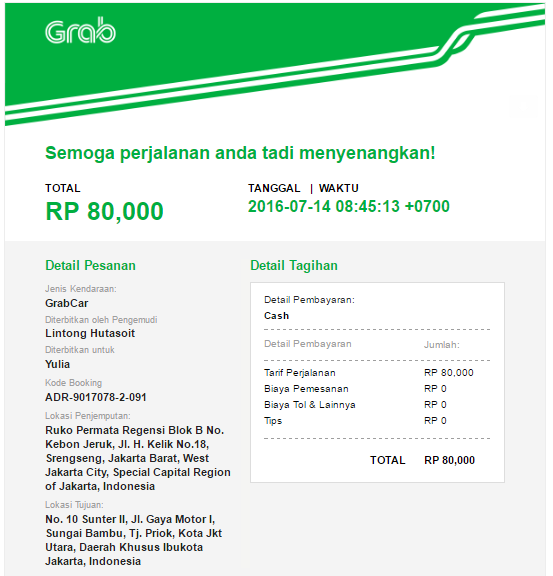 Grab
Semoga perjalanan anda tadi menyenangkan!
TOTAL
RP 80,000
TANGGAL | WAKTU
2016-07-14 08:45:13 +0700
Detail Pesanan
Jenis Kendaraan:
GrabCar
Diterbitkan oleh Pengemudi
Lintong Hutasoit
Diterbitkan untuk
Yulia
Kode Booking
ADR-9017078-2-091
Lokasi Penjemputan:
Ruko Permata Regensi Blok B No.
Kebon Jeruk, Jl. H. Kelik No.18,
Srengseng, Jakarta Barat, West
Jakarta City, Special Capital Region
of Jakarta, Indonesia
Lokasi Tujuan:
No. 10 Sunter II, Jl. Gaya Motor I,
Sungai Bambu, Tj. Priok, Kota Jkt
Utara, Daerah Khusus Ibukota
Jakarta, Indonesia
Detail Tagihan
Detail Pembayaran:
Cash
Detail Pembayaran Jumlah:
Tarif Perjalanan RP 80,000
Biaya Pemesanan RP 0
Biaya Tol & Lainnya RP 0
Tips RP 0
TOTAL RP 80,000